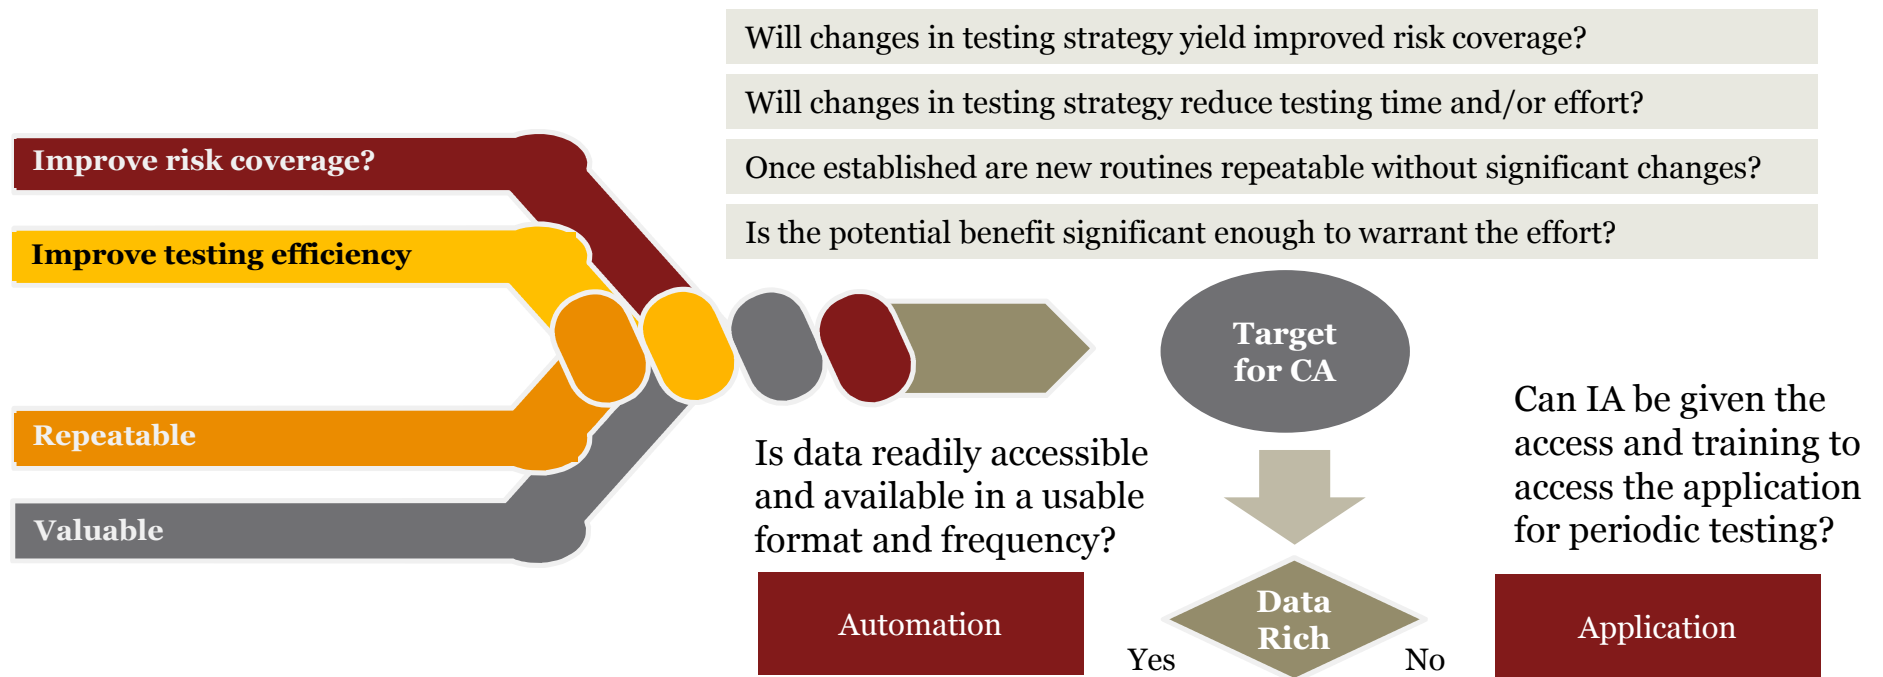 Will changes in testing strategy yield improved risk coverage?
Will changes in testing strategy reduce testing time and/or effort?
Once established are new routines repeatable without significant changes?
Is the potential benefit significant enough to warrant the effort?
Improve risk coverage?
Improve testing efficiency
Repeatable
Valuable
Target
for CA
Is data readily accessible
and available in a usable
format and frequency?
Can IA be given the
access and training to
access the application
for periodic testing?
Automation
Data
Rich
Yes
No
Application